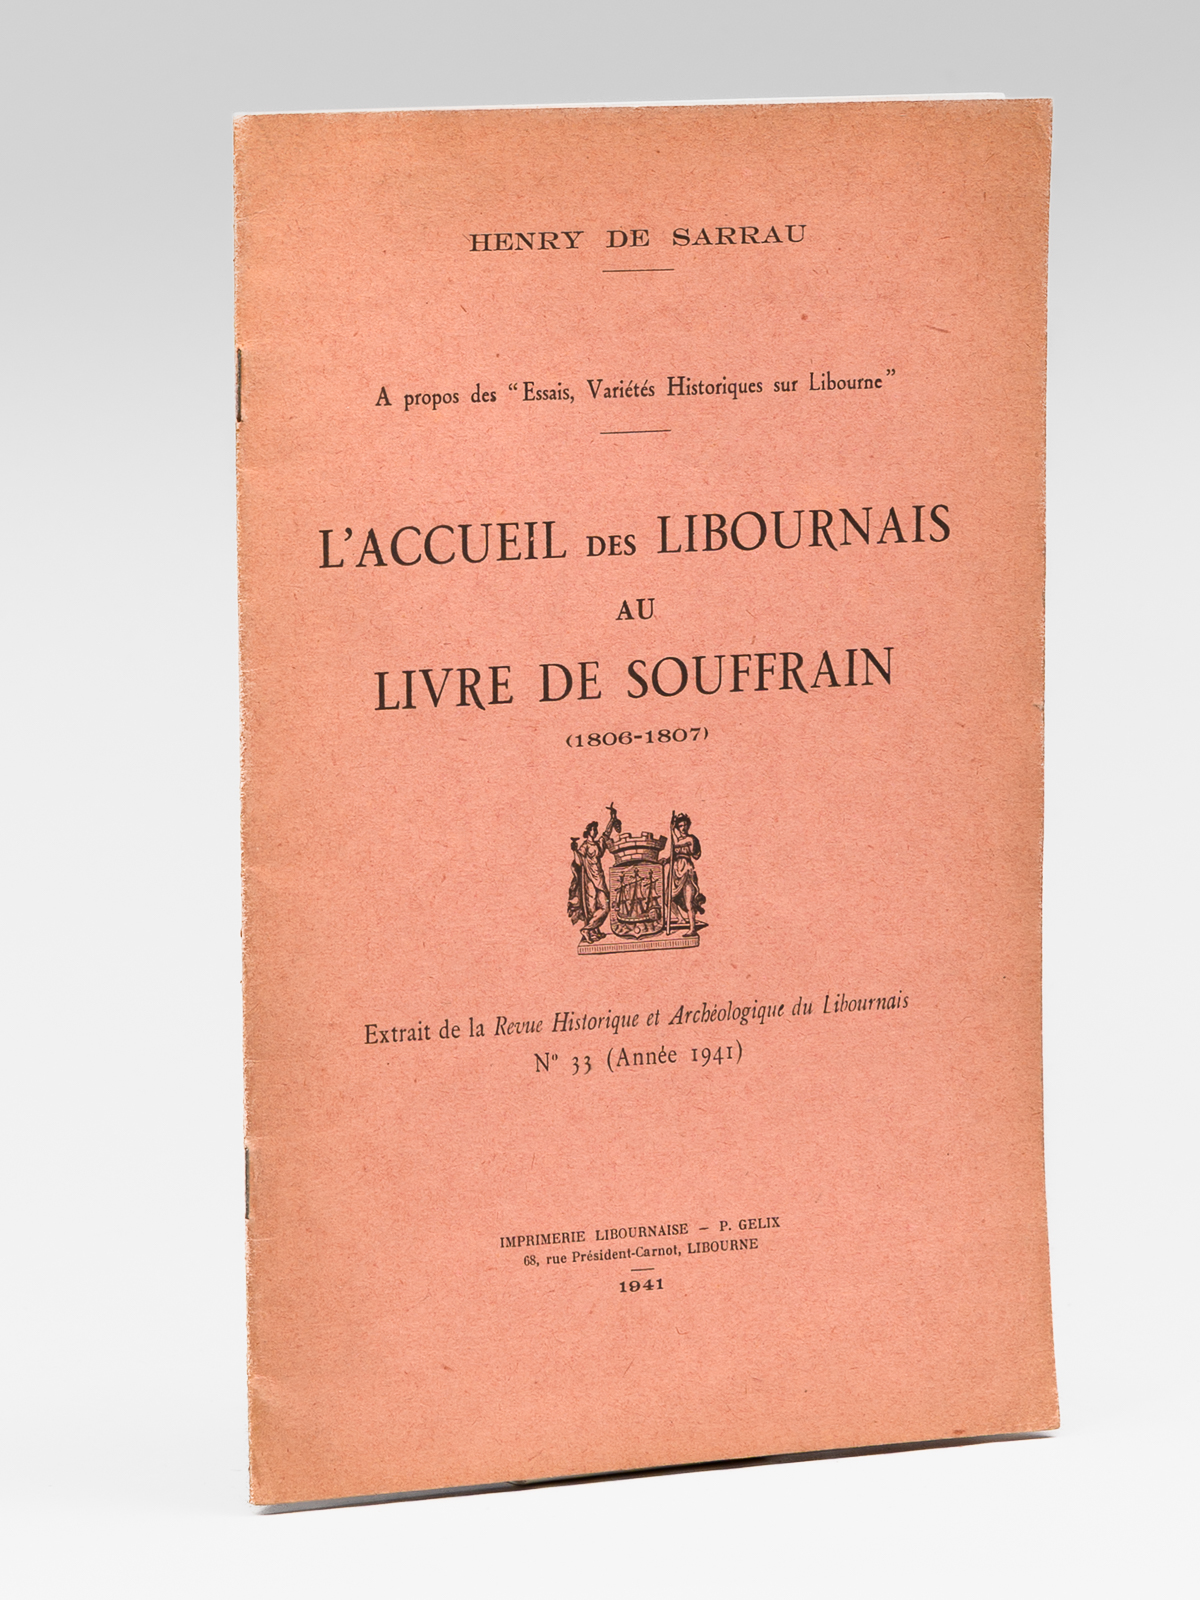 HENRY DE SARRAU
A propos des “Essais, Variétés Historiques sur Libourne”
L'ACCUEIL DES LIBOURNAIS
AU
LIVRE DE SOUFFRAIN
(1806-1807)
Extrait de la Revue Historique et Archéologique du Libournais
N° 33 (Année 1941)
IMPRIMERIE LIBOURNAISE — P. GELIX
68, rue Président-Carnot, LIBOURNE
1941